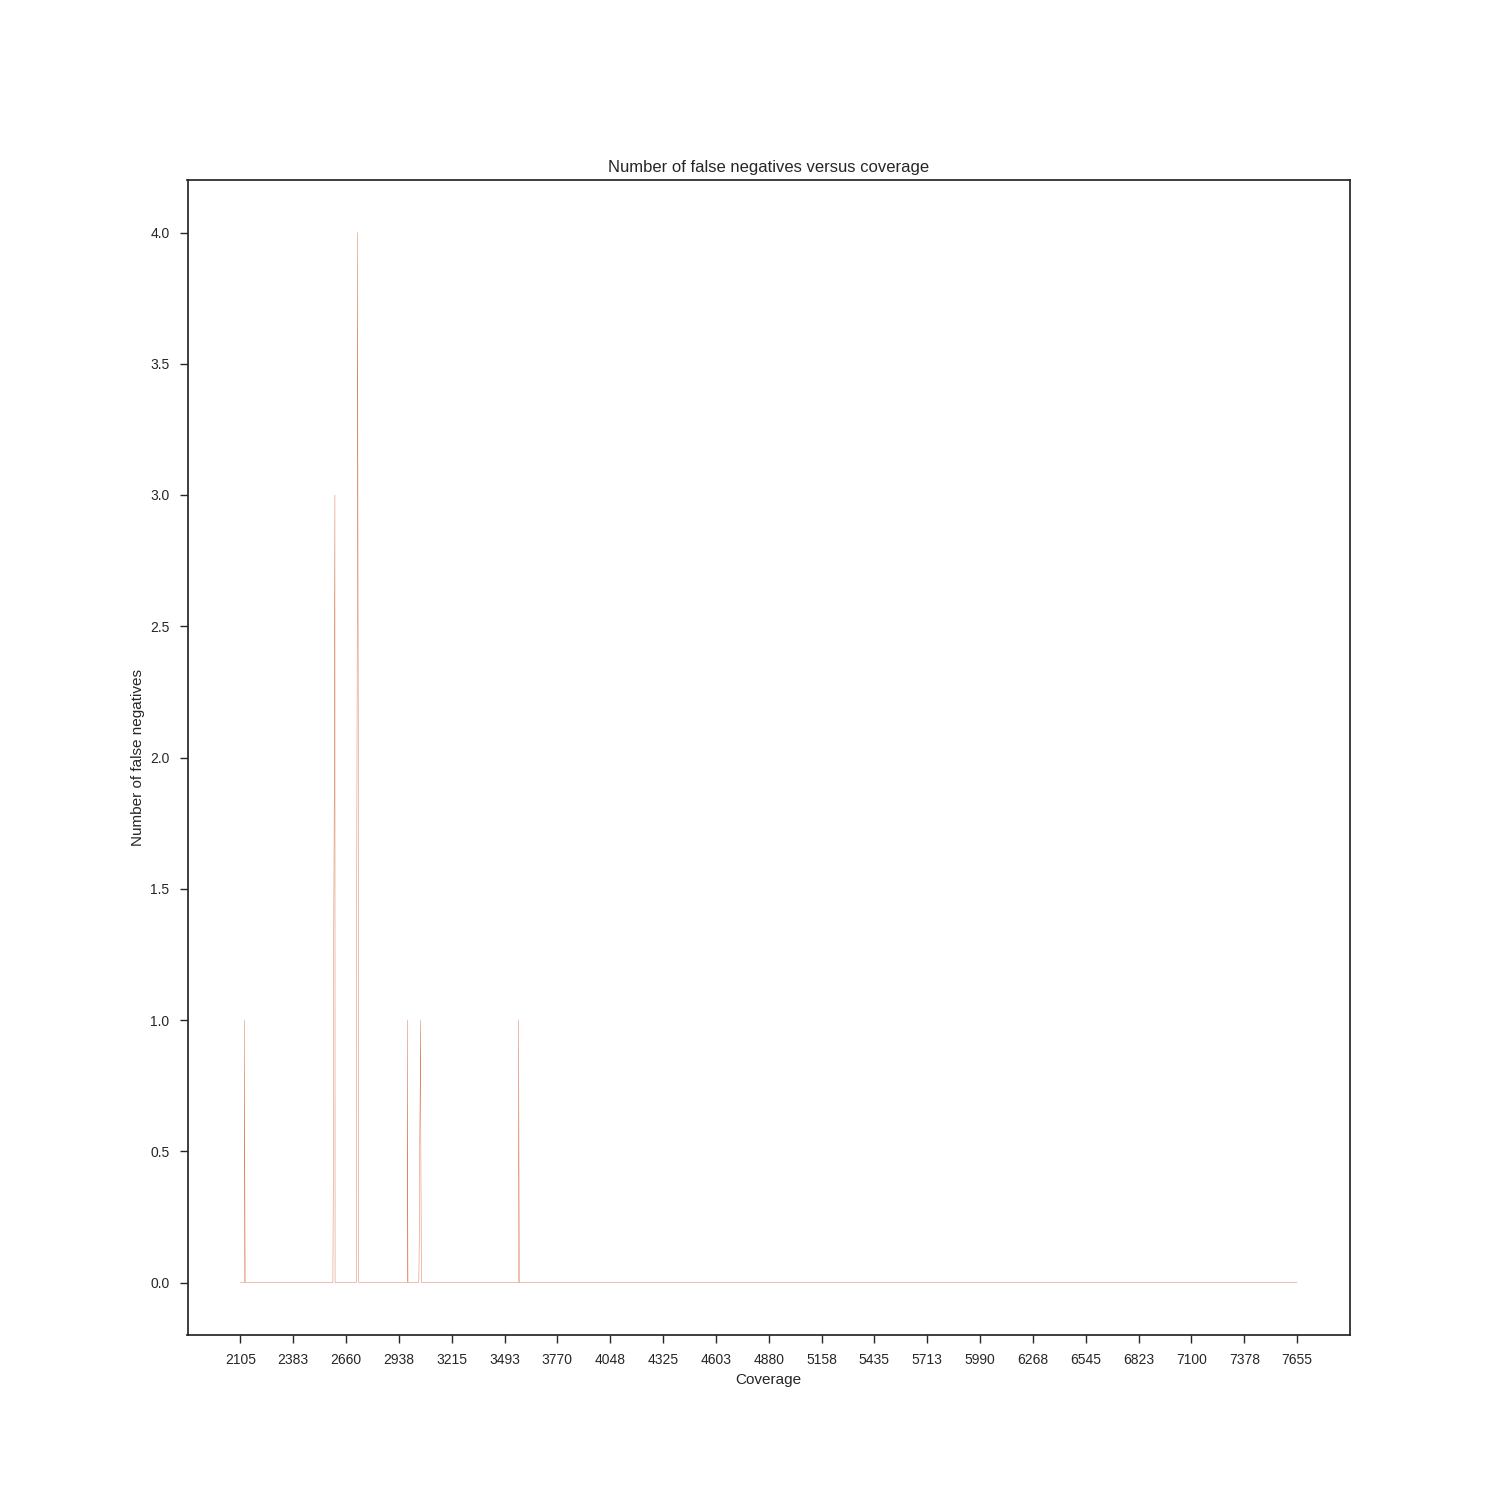 Number of false negatives versus coverage
4.0
3.5
3.0
2.5
2.0
1.5
1.0
0.5
0.0
Number of false negatives
2105 2383 2660 2938 3215 3493 3770 4048 4325 4603 4880 5158 5435 5713 5990 6268 6545 6823 7100 7378 7655
Coverage